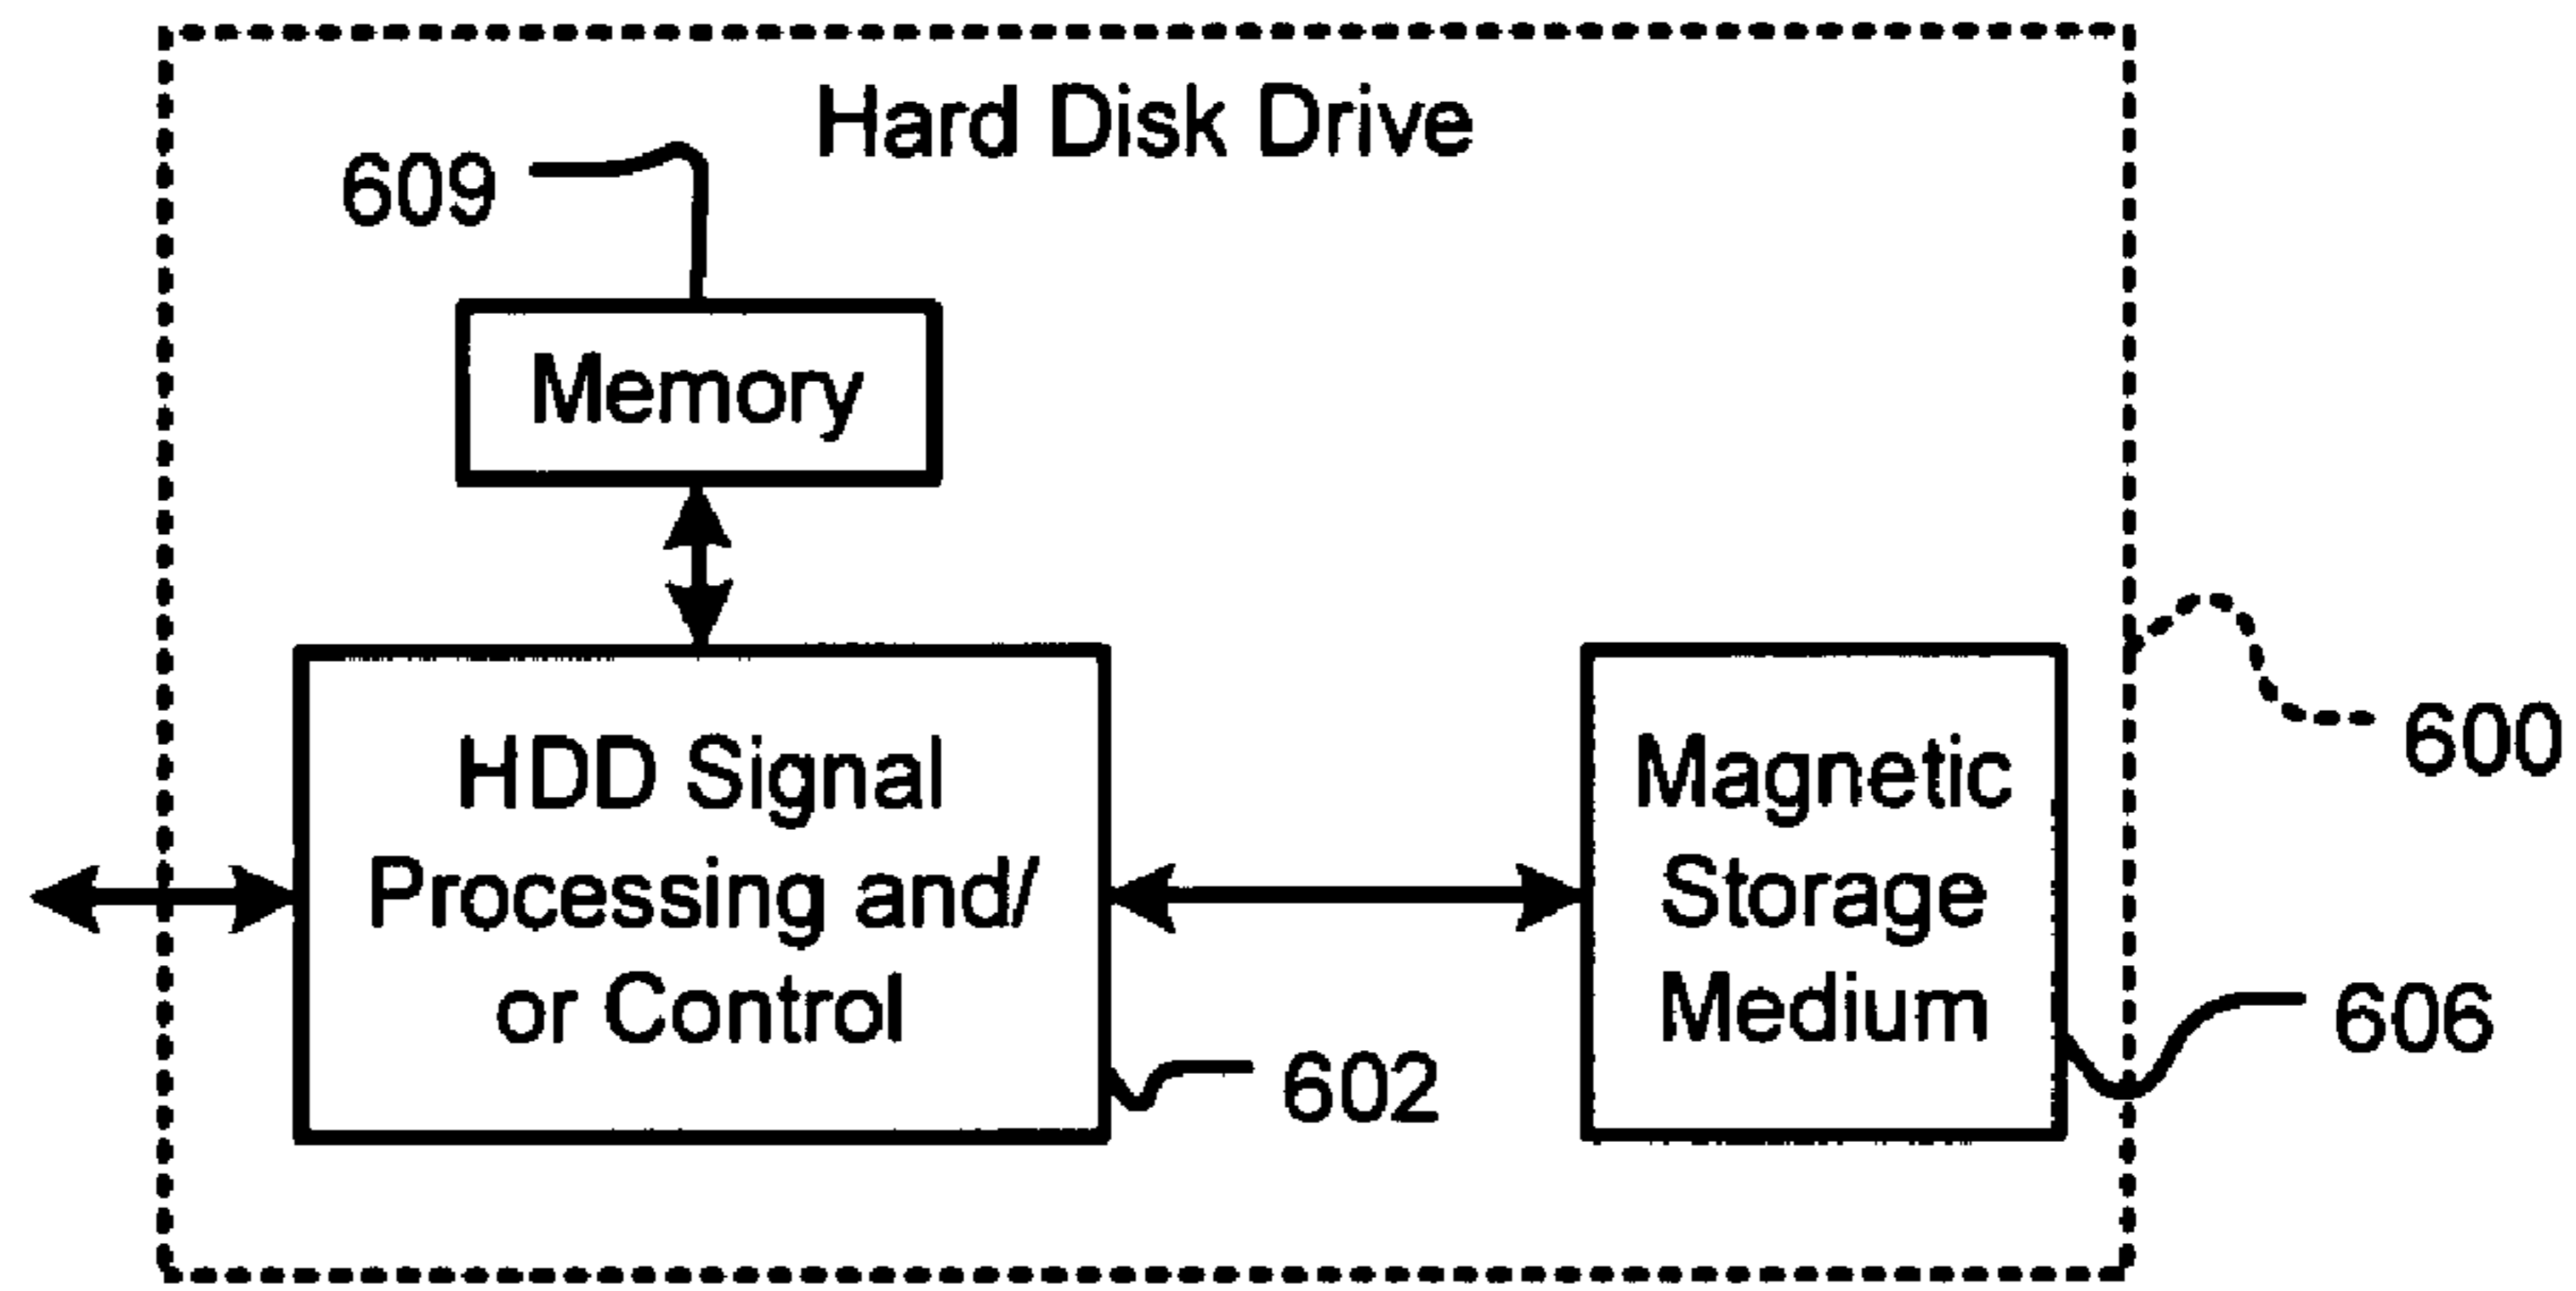 Hard Disk Drive
609
Memory
HDD Signal
Processing and/
or Control
602
Magnetic
Storage
Medium
600
606